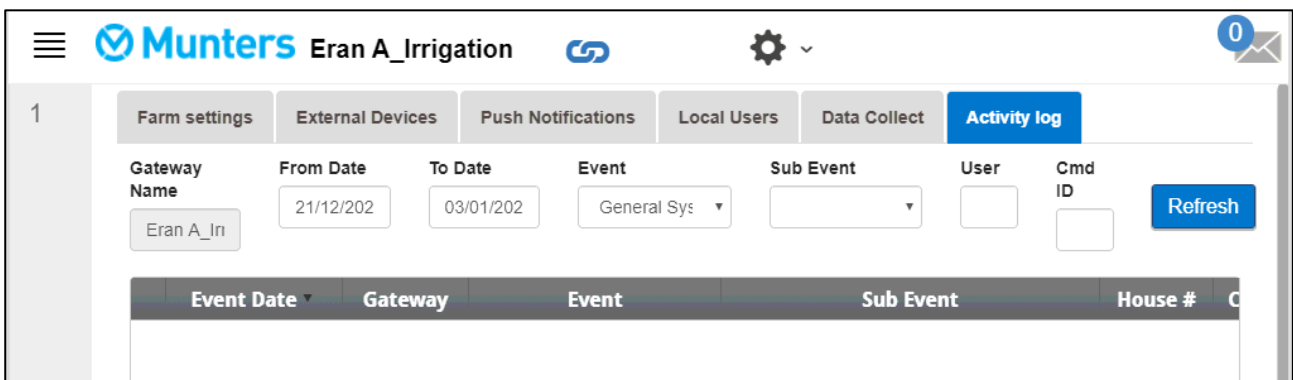 Munters Eran A_Irrigation 0
1
Farm settings External Devices Push Notifications Local Users Data Collect Activity log
Gateway Name From Date To Date Event Sub Event User Cmd ID
Eran A_Irr 21/12/202 03/01/202 General Sys Refresh
Event Date Gateway Event Sub Event House #